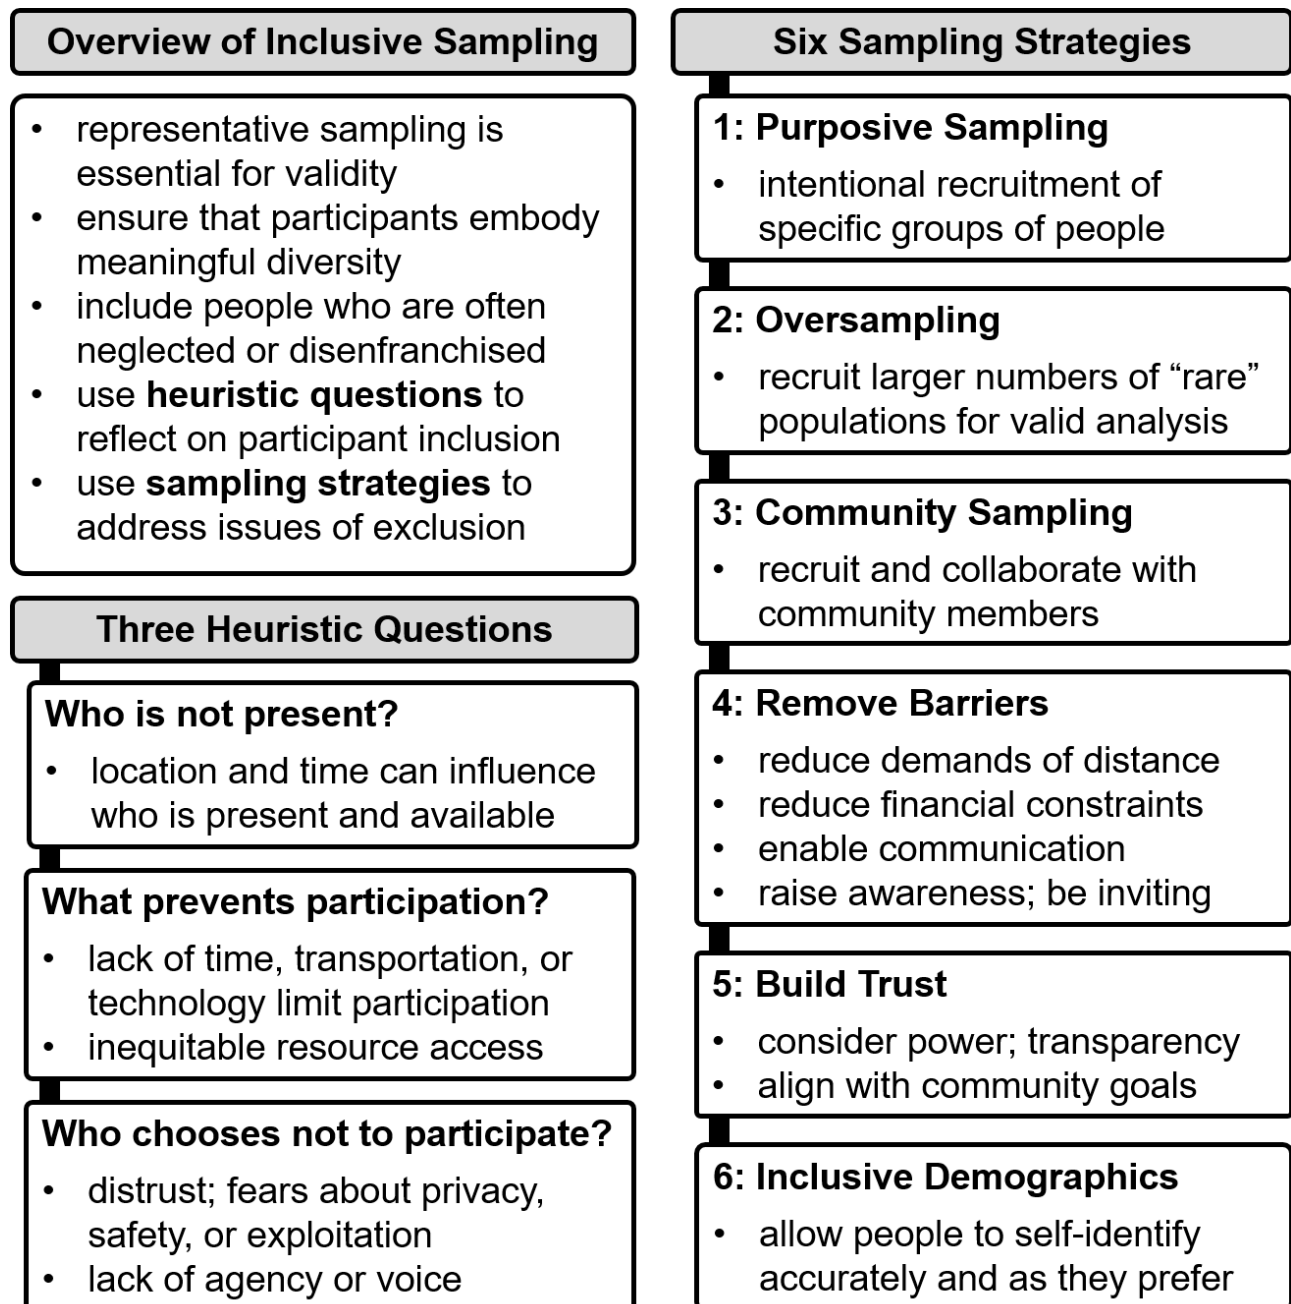 Overview of Inclusive Sampling
• representative sampling is
essential for validity
• ensure that participants embody
meaningful diversity
• include people who are often
neglected or disenfranchised
• use heuristic questions to
reflect on participant inclusion
• use sampling strategies to
address issues of exclusion
Three Heuristic Questions
Who is not present?
• location and time can influence
who is present and available
What prevents participation?
• lack of time, transportation, or
technology limit participation
• inequitable resource access
Who chooses not to participate?
• distrust; fears about privacy,
safety, or exploitation
• lack of agency or voice
Six Sampling Strategies
1: Purposive Sampling
• intentional recruitment of
specific groups of people
2: Oversampling
• recruit larger numbers of “rare”
populations for valid analysis
3: Community Sampling
• recruit and collaborate with
community members
4: Remove Barriers
• reduce demands of distance
• reduce financial constraints
• enable communication
• raise awareness; be inviting
5: Build Trust
• consider power; transparency
• align with community goals
6: Inclusive Demographics
• allow people to self-identify
accurately and as they prefer